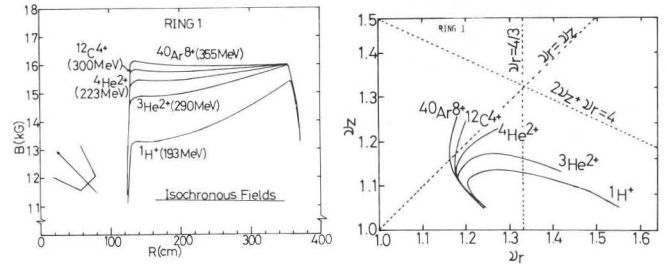 RING 1
12C4+
(300MeV)
40Ar8+(355MeV)
4He2+
(223MeV)
3He2+(290MeV)
1H+(193MeV)
Isochronous Fields
B(kG)
18
17
16
15
14
13
12
11
0
100
200
300
400
R(cm)
RING 1
νr=4/3
νr=νz
2νz+νr=4
40Ar8+
12C4+
4He2+
3He2+
1H+
νz
1.5
1.4
1.3
1.2
1.1
1.0
1.0
1.1
1.2
1.3
1.4
1.5
1.6
νr